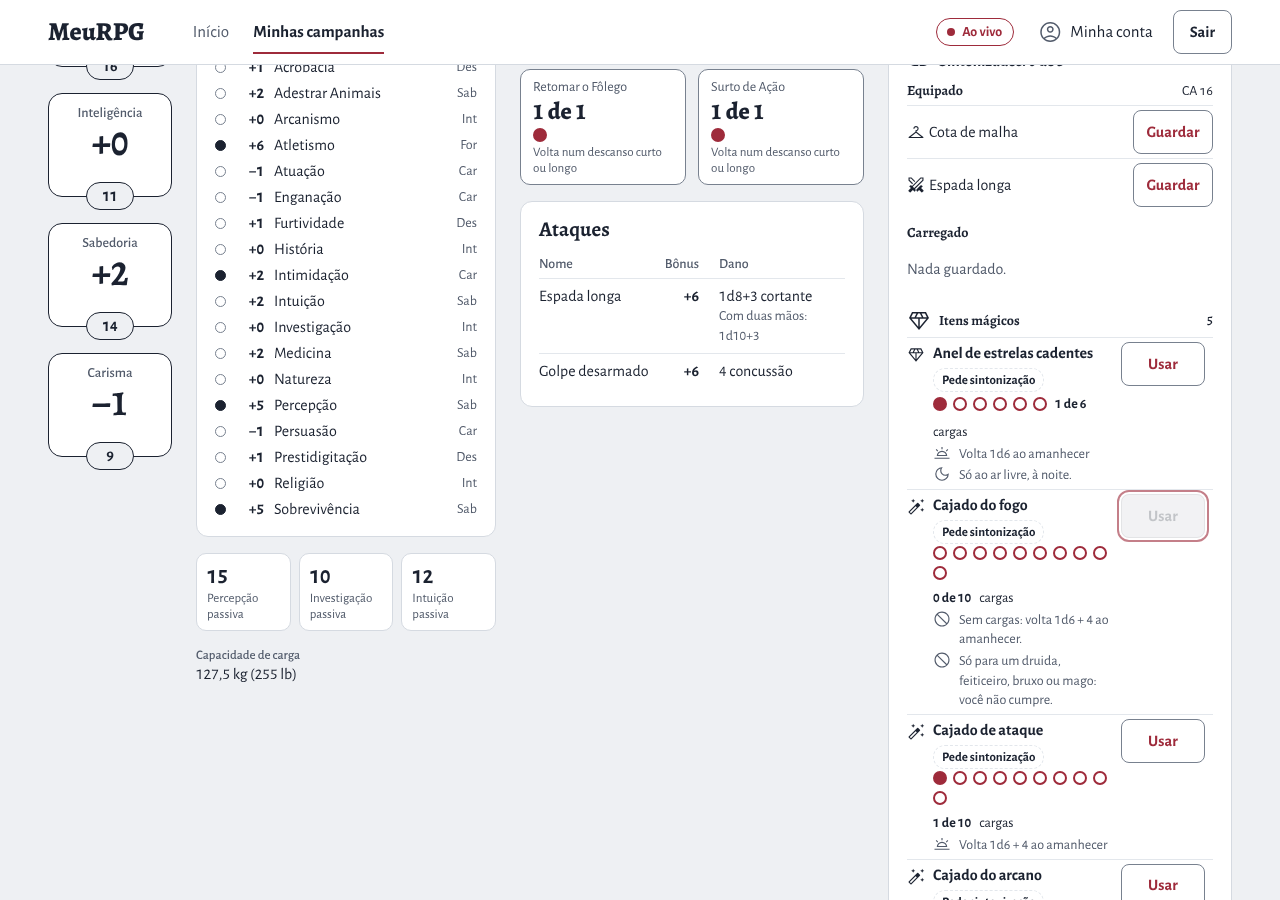 MeuRPG
Início
Minhas campanhas
Ao vivo
Minha conta
Sair
16
Inteligência
+0
11
Sabedoria
+2
14
Carisma
−1
9
+1 Acrobacia Des
+2 Adestrar Animais Sab
+0 Arcanismo Int
+6 Atletismo For
−1 Atuação Car
−1 Enganação Car
+1 Furtividade Des
+0 História Int
+2 Intimidação Car
+2 Intuição Sab
+0 Investigação Int
+2 Medicina Sab
+0 Natureza Int
+5 Percepção Sab
−1 Persuasão Car
+1 Prestidigitação Des
+0 Religião Int
+5 Sobrevivência Sab
15
Percepção
passiva
10
Investigação
passiva
12
Intuição
passiva
Capacidade de carga
127,5 kg (255 lb)
Retomar o Fôlego
1 de 1
Volta num descanso curto
ou longo
Surto de Ação
1 de 1
Volta num descanso curto
ou longo
Ataques
Nome Bônus Dano
Espada longa +6 1d8+3 cortante
Com duas mãos:
1d10+3
Golpe desarmado +6 4 concussão
Equipado CA 16
Cota de malha Guardar
Espada longa Guardar
Carregado
Nada guardado.
Itens mágicos 5
Anel de estrelas cadentes Usar
Pede sintonização
1 de 6
cargas
Volta 1d6 ao amanhecer
Só ao ar livre, à noite.
Cajado do fogo Usar
Pede sintonização
0 de 10 cargas
Sem cargas: volta 1d6 + 4 ao
amanhecer.
Só para um druida,
feiticeiro, bruxo ou mago:
você não cumpre.
Cajado de ataque Usar
Pede sintonização
1 de 10 cargas
Volta 1d6 + 4 ao amanhecer
Cajado do arcano Usar